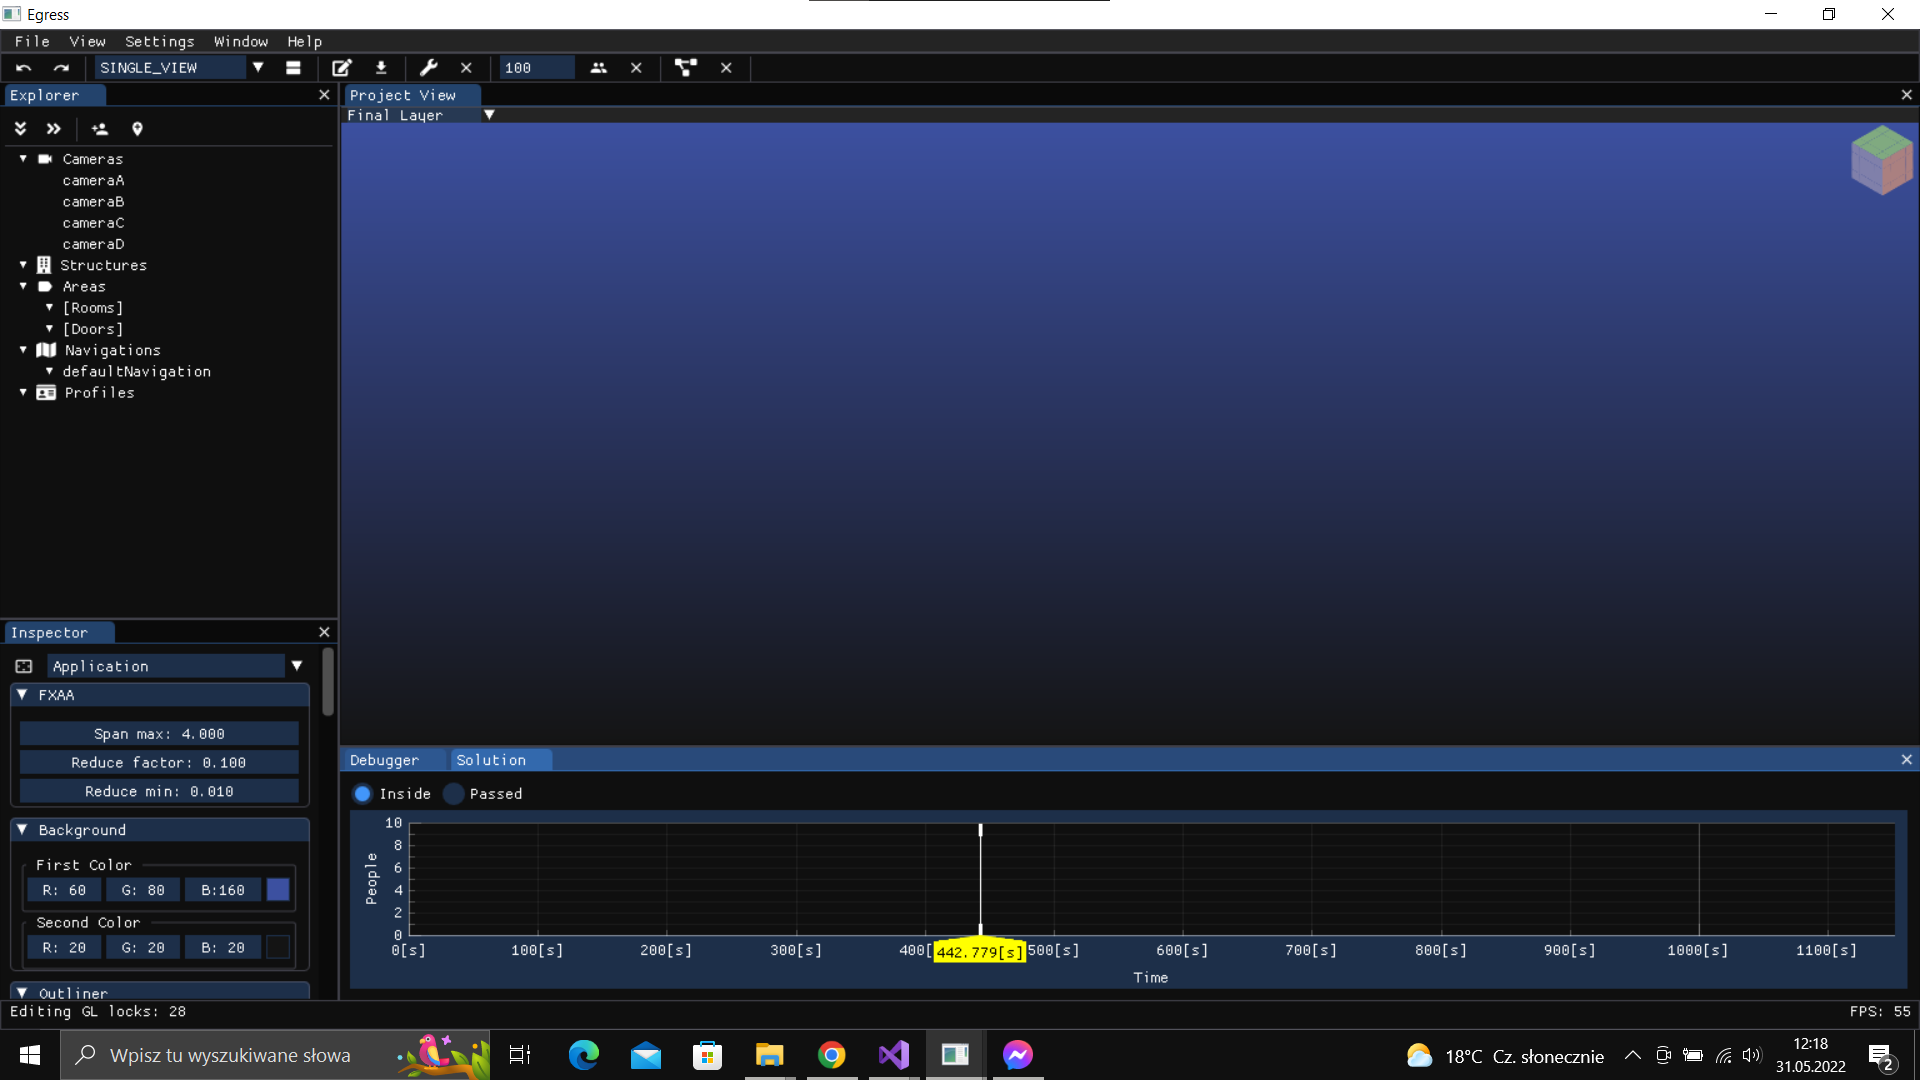 Egress
File View Settings Window Help
SINGLE_VIEW 100
Explorer
Cameras
cameraA
cameraB
cameraC
cameraD
Structures
Areas
[Rooms]
[Doors]
Navigations
defaultNavigation
Profiles
Project View
Final Layer
Inspector
Application
FXAA
Span max: 4.000
Reduce factor: 0.100
Reduce min: 0.010
Background
First Color
R: 60 G: 80 B:160
Second Color
R: 20 G: 20 B: 20
Outliner
Debugger Solution
Inside Passed
10
8
6
4
2
0
People
0[s] 100[s] 200[s] 300[s] 400[ 442.779[s] 500[s] 600[s] 700[s] 800[s] 900[s] 1000[s] 1100[s]
Time
Editing GL locks: 28 FPS: 55
Wpisz tu wyszukiwane słowa 18°C Cz. słonecznie 12:18
31.05.2022
2